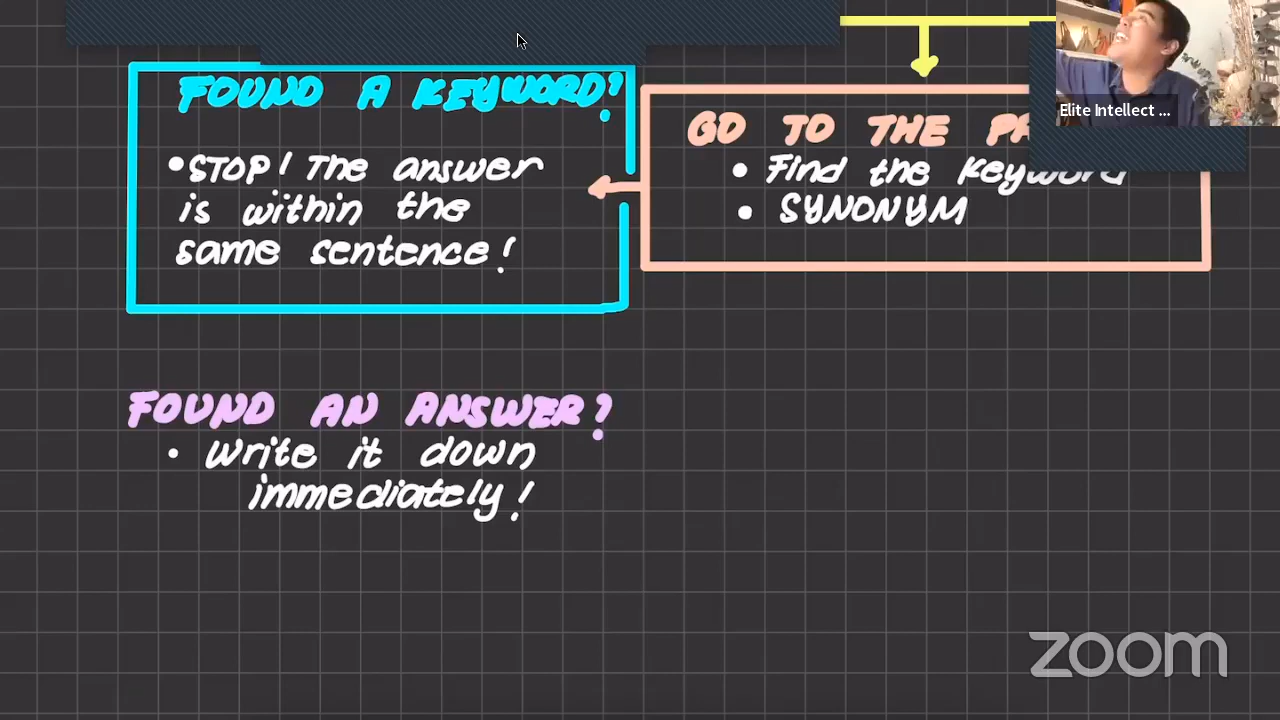 FOUND A KEYWORD?
•STOP! The answer
is within the
same sentence!
GO TO THE
• Find the keyword
• SYNONYM
FOUND AN ANSWER?
• Write it down
immediately!
Elite Intellect ...
zoom